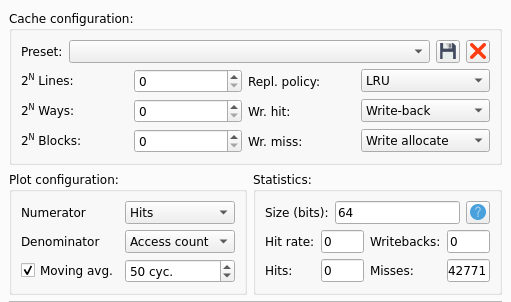 Cache configuration:
Preset:
2^N Lines: 0 Repl. policy: LRU
2^N Ways: 0 Wr. hit: Write-back
2^N Blocks: 0 Wr. miss: Write allocate
Plot configuration:
Numerator Hits
Denominator Access count
Moving avg. 50 cyc.
Statistics:
Size (bits): 64 ?
Hit rate: 0 Writebacks: 0
Hits: 0 Misses: 42771